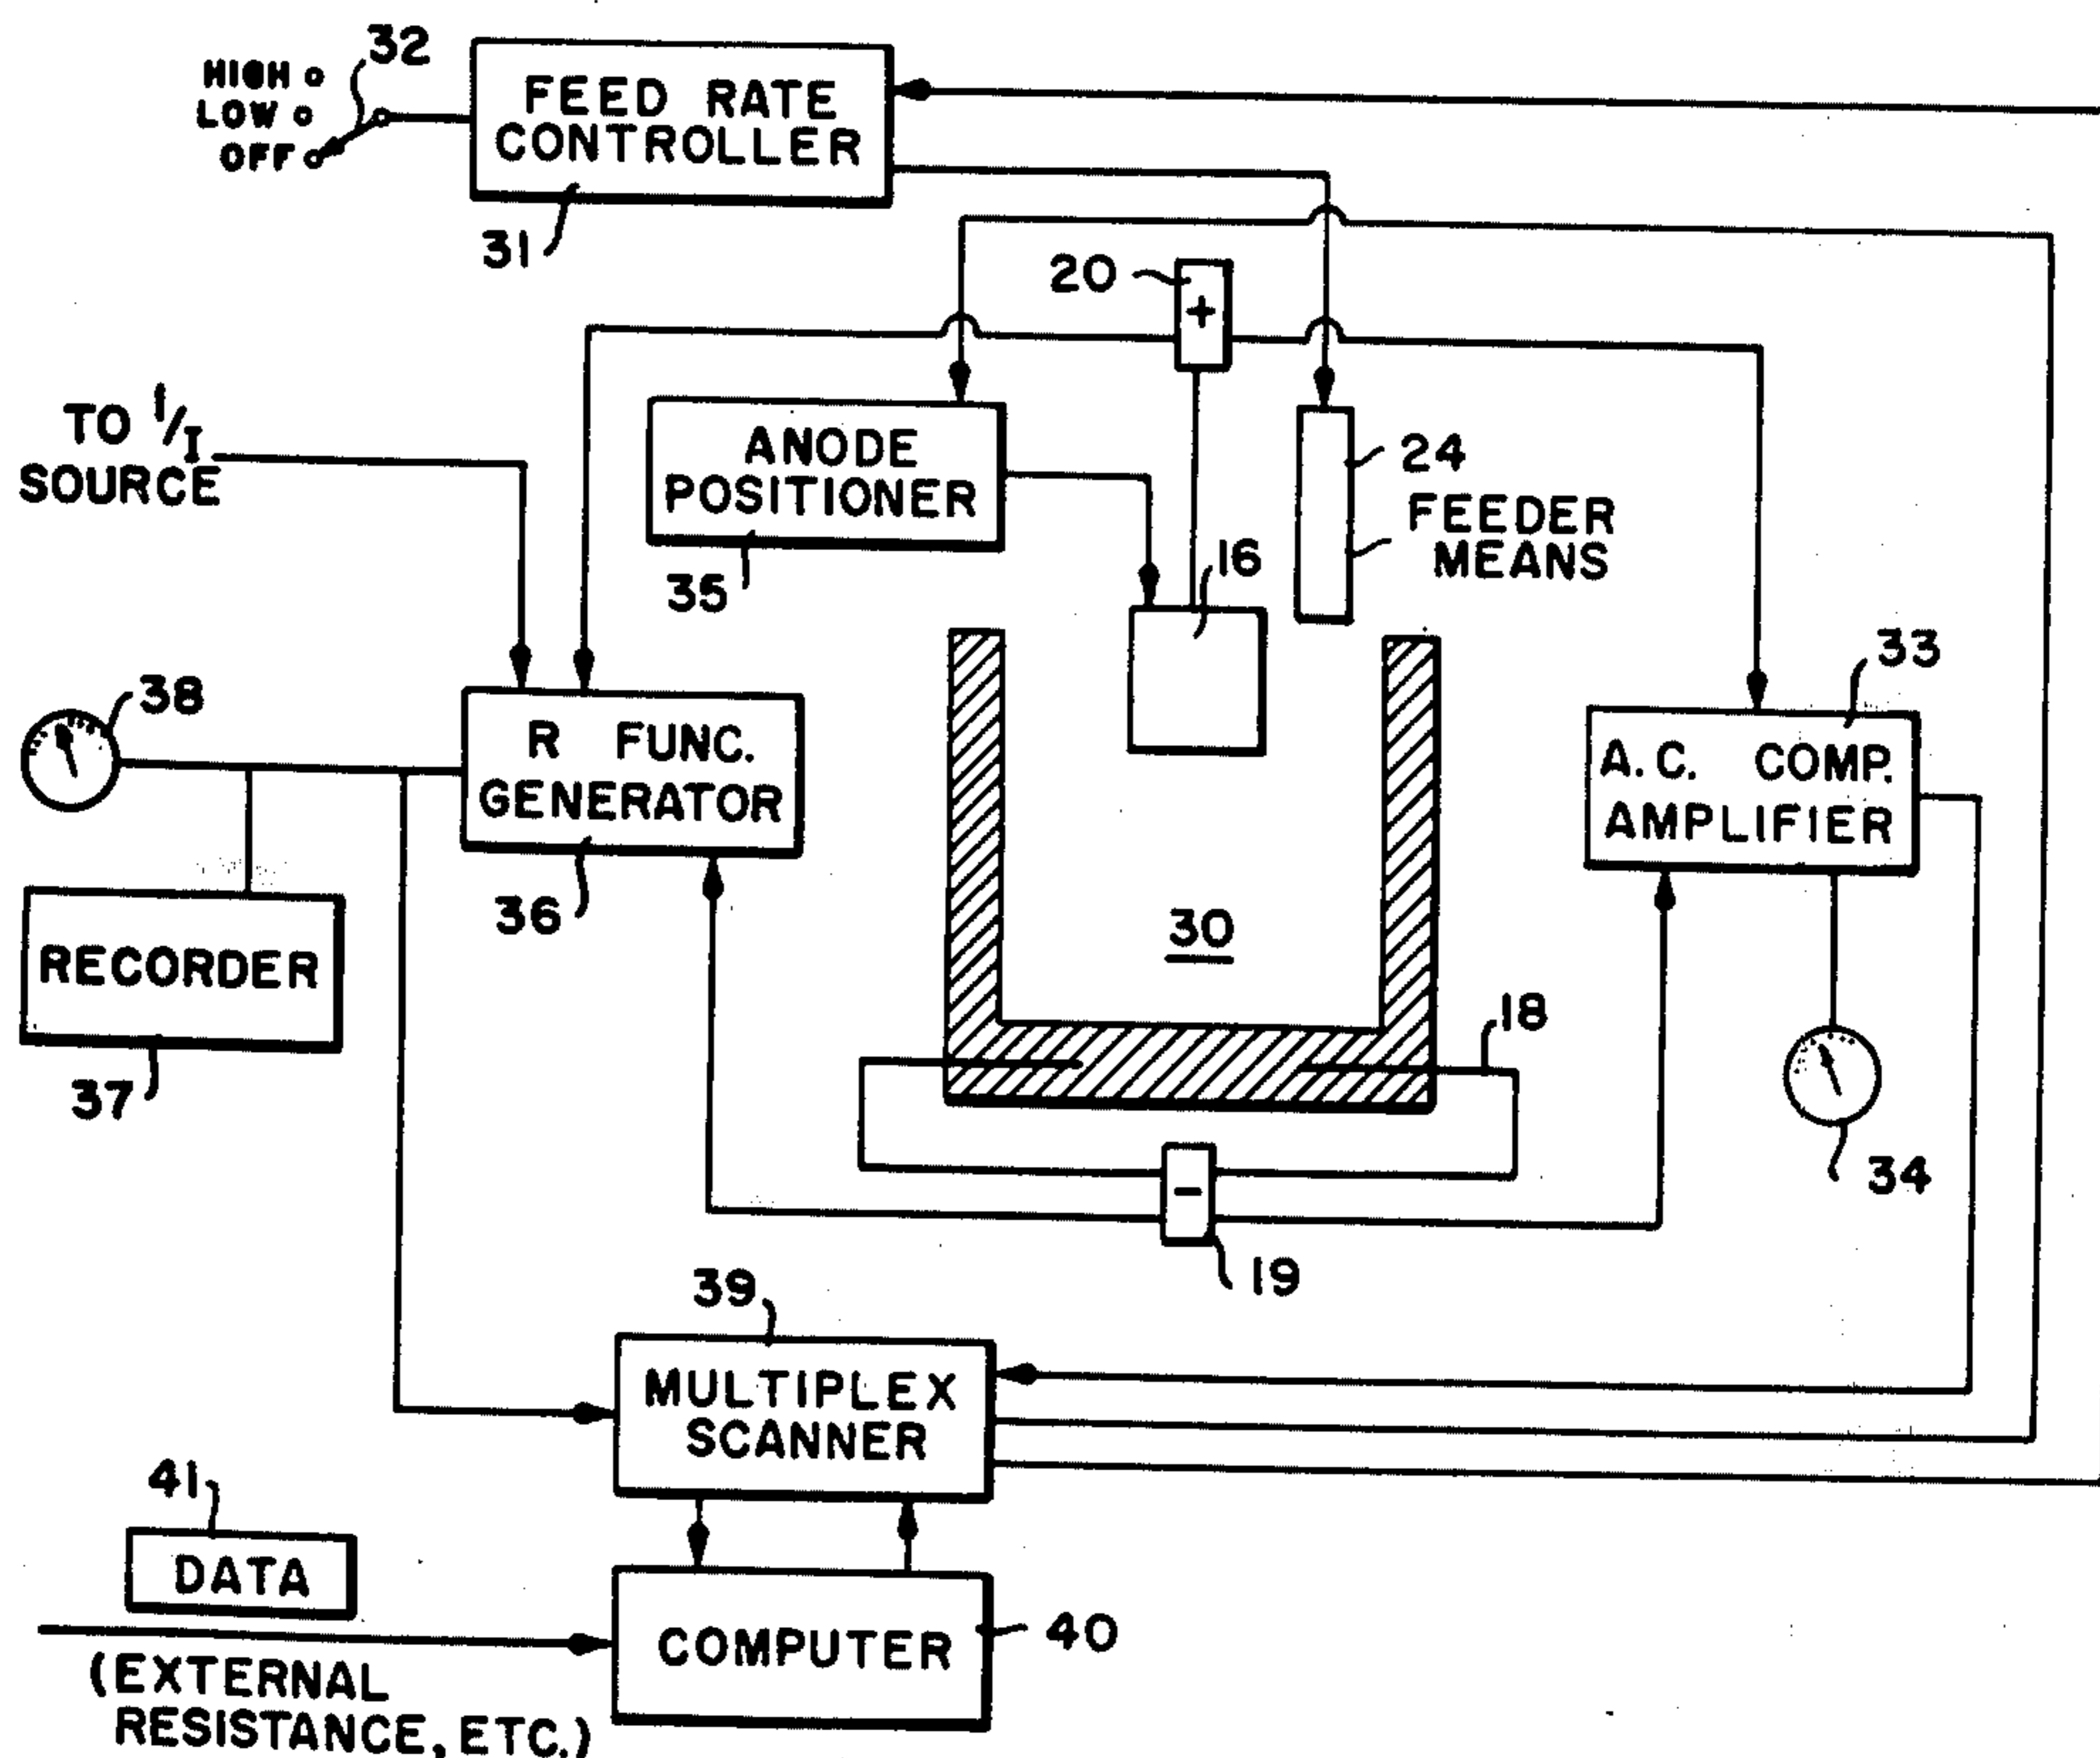 32
HIGH
LOW
OFF
FEED RATE
CONTROLLER
31
20
+
TO 1/I
SOURCE
ANODE
POSITIONER
35
24
FEEDER
MEANS
16
38
R FUNC.
GENERATOR
36
33
A.C. COMP.
AMPLIFIER
RECORDER
37
30
18
34
-
19
39
MULTIPLEX
SCANNER
41
DATA
COMPUTER
40
(EXTERNAL
RESISTANCE, ETC.)